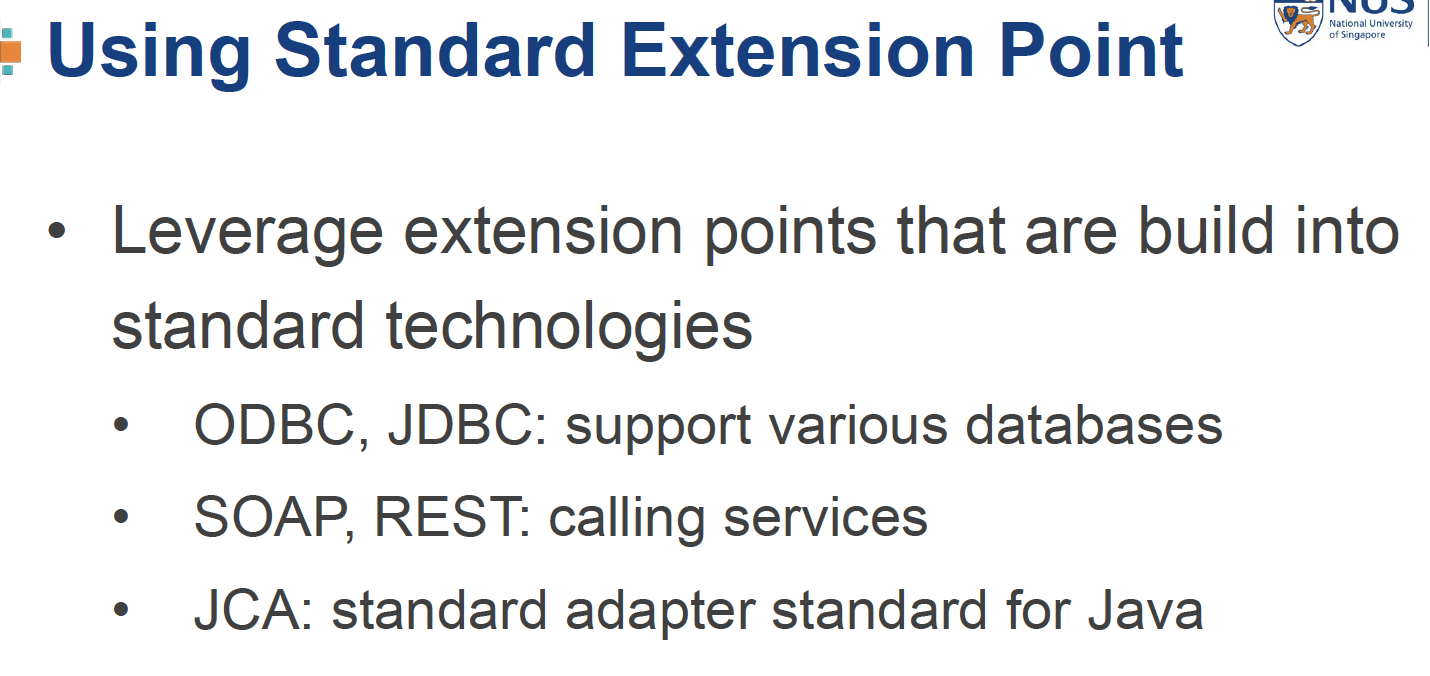 Using Standard Extension Point
NUS
National University
of Singapore
• Leverage extension points that are build into
standard technologies
• ODBC, JDBC: support various databases
• SOAP, REST: calling services
• JCA: standard adapter standard for Java